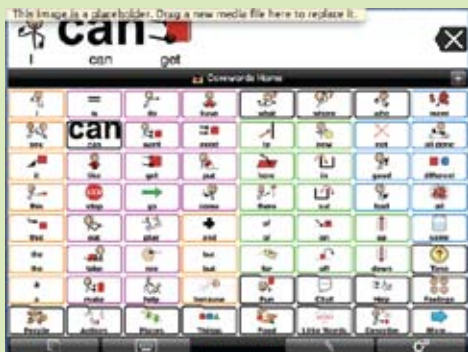 This image is a placeholder. Drag a new media file here to replace it.
can
I can get
Corewords Home
I is do have what where who more
you can want need to now not all done
it like get put here in good different
this stop go come there out bad all
that eat play and of on up same
the take see but for off down Time
a make help because Fun Chat Help Feelings
People Actions Places Things Food Little Words Describe More